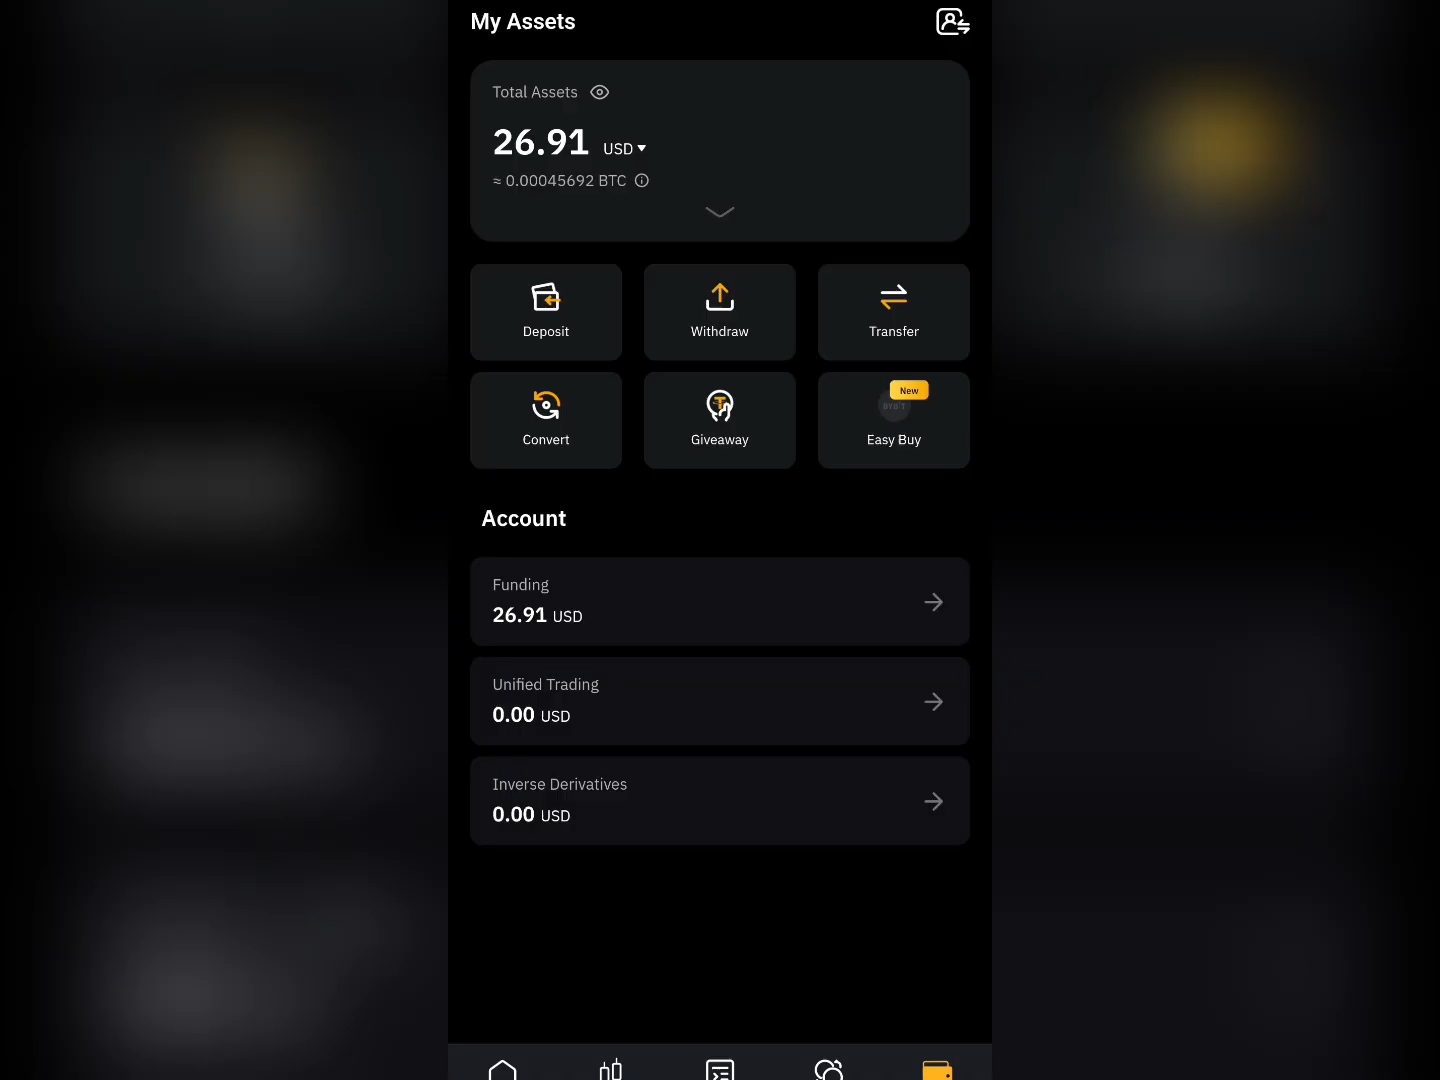 My Assets
Total Assets
26.91 USD
≈ 0.00045692 BTC
Deposit
Withdraw
Transfer
New
BYBIT
Convert
Giveaway
Easy Buy
Account
Funding
26.91 USD
Unified Trading
0.00 USD
Inverse Derivatives
0.00 USD